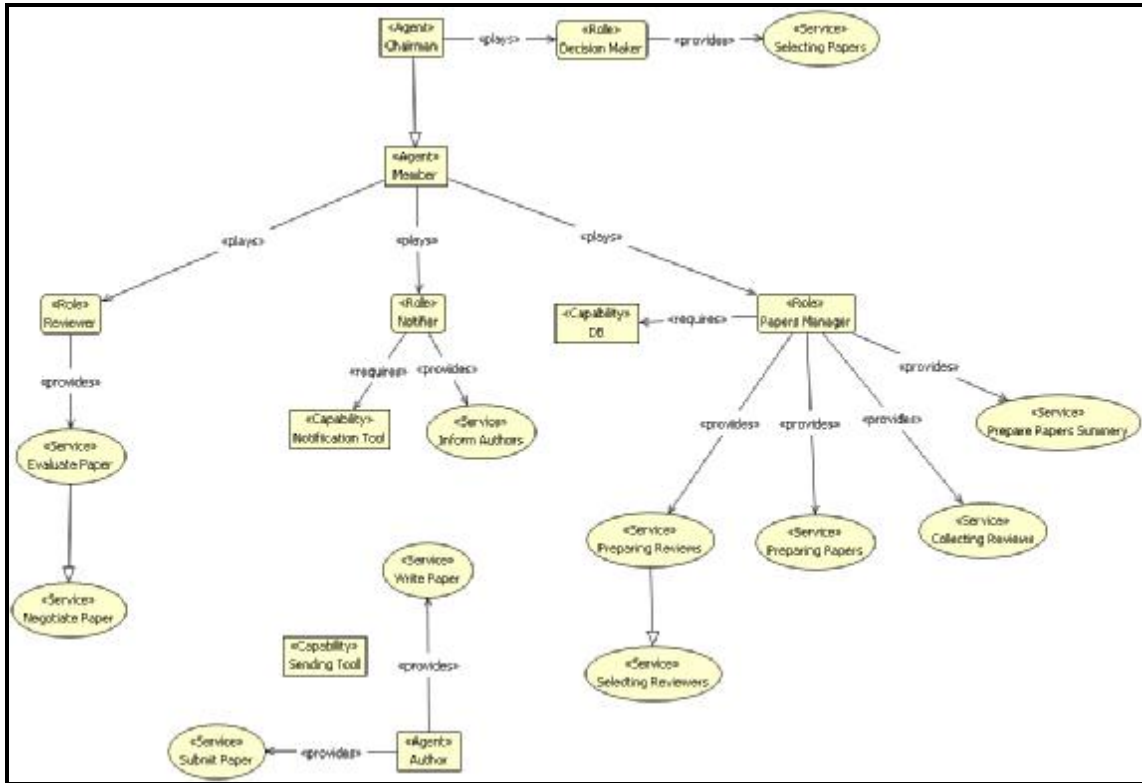 «Agent»
Chairman
«plays»
«Role»
Decision Maker
«provides»
«Service»
Selecting Papers
«Agent»
Member
«plays»
«plays»
«plays»
«Role»
Reviewer
«Role»
Notifier
«Capability»
DB
«requires»
«Role»
Papers Manager
«provides»
«requires»
«provides»
«provides»
«Capability»
Notification Tool
«Service»
Inform Authors
«provides»
«provides»
«provides»
«Service»
Prepare Papers Summery
«Service»
Evaluate Paper
«Service»
Preparing Reviews
«Service»
Preparing Papers
«Service»
Collecting Reviews
«Service»
Write Paper
«Service»
Negotiate Paper
«Capability»
Sending Tool
«provides»
«Service»
Selecting Reviewers
«Service»
Submit Paper
«provides»
«Agent»
Author